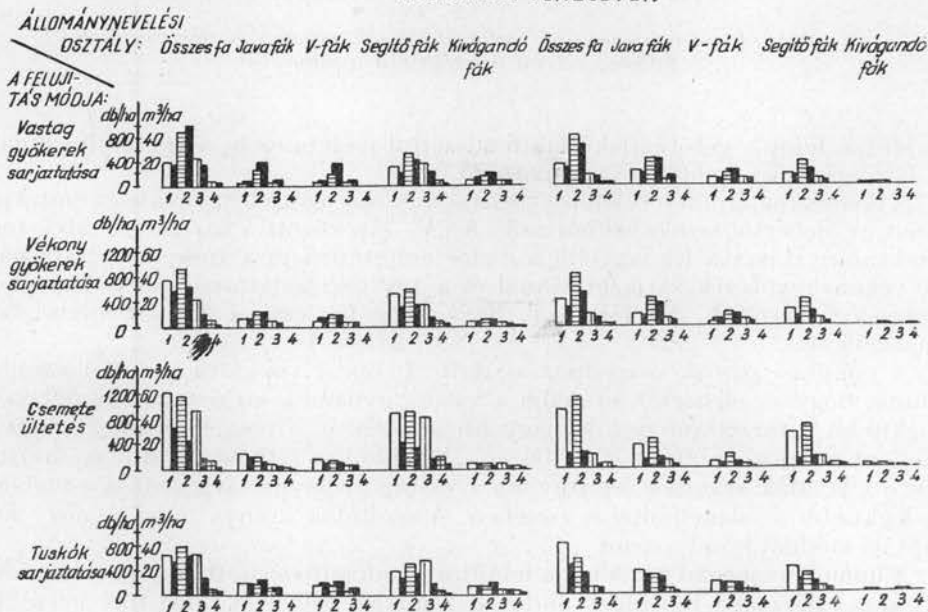 ÁLLOMÁNYNEVELÉSI
OSZTÁLY: Összes fa Javafák V-fák Segítő fák Kivágandó fák Összes fa Javafák V-fák Segítő fák Kivágandó fák
A FELUJI-
TÁS MÓDJA:
db/ha m³/ha
Vastag
gyökerek
sarjaztatása
800 40
400 20
0 0
1 2 3 4 1 2 3 4 1 2 3 4 1 2 3 4 1 2 3 4 1 2 3 4 1 2 3 4 1 2 3 4 1 2 3 4 1 2 3 4
db/ha m³/ha
Vékony
gyökerek
sarjaztatása
1200 60
800 40
400 20
0 0
1 2 3 4 1 2 3 4 1 2 3 4 1 2 3 4 1 2 3 4 1 2 3 4 1 2 3 4 1 2 3 4 1 2 3 4 1 2 3 4
db/ha m³/ha
Csemete
ültetés
1200 60
800 40
400 20
0 0
1 2 3 4 1 2 3 4 1 2 3 4 1 2 3 4 1 2 3 4 1 2 3 4 1 2 3 4 1 2 3 4 1 2 3 4 1 2 3 4
db/ha m³/ha
Tuskók
sarjaztatása
800 40
400 20
0 0
1 2 3 4 1 2 3 4 1 2 3 4 1 2 3 4 1 2 3 4 1 2 3 4 1 2 3 4 1 2 3 4 1 2 3 4 1 2 3 4